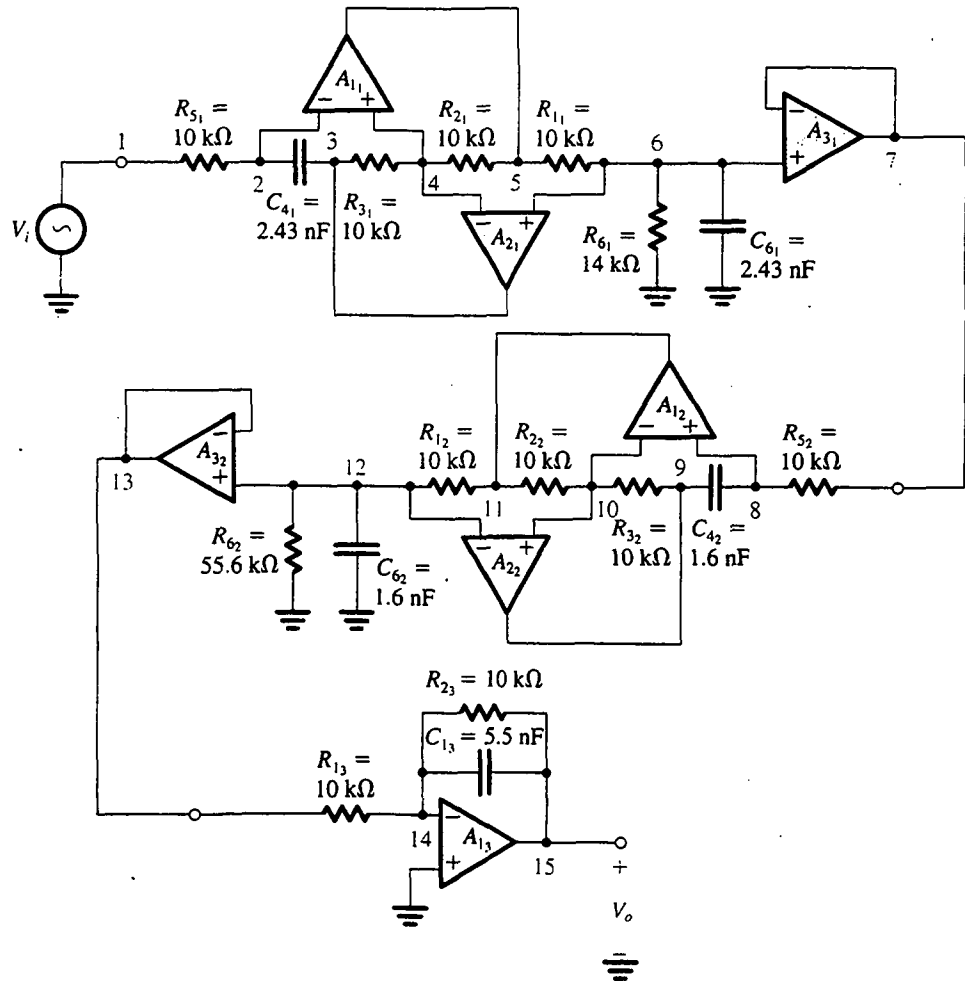 A₁₁
− +
R₅₁ = 10 kΩ
R₂₁ = 10 kΩ
R₁₁ = 10 kΩ
A₃₁
− +
1
2
3
4
5
6
7
Vᵢ
C₄₁ = 2.43 nF
R₃₁ = 10 kΩ
A₂₁
− +
R₆₁ = 14 kΩ
C₆₁ = 2.43 nF
A₃₂
− +
13
12
R₁₂ = 10 kΩ
R₂₂ = 10 kΩ
A₁₂
− +
R₅₂ = 10 kΩ
11
10
9
8
R₆₂ = 55.6 kΩ
C₆₂ = 1.6 nF
A₂₂
− +
R₃₂ = 10 kΩ
C₄₂ = 1.6 nF
R₂₃ = 10 kΩ
C₁₃ = 5.5 nF
R₁₃ = 10 kΩ
14
− +
A₁₃
15
+
Vₒ